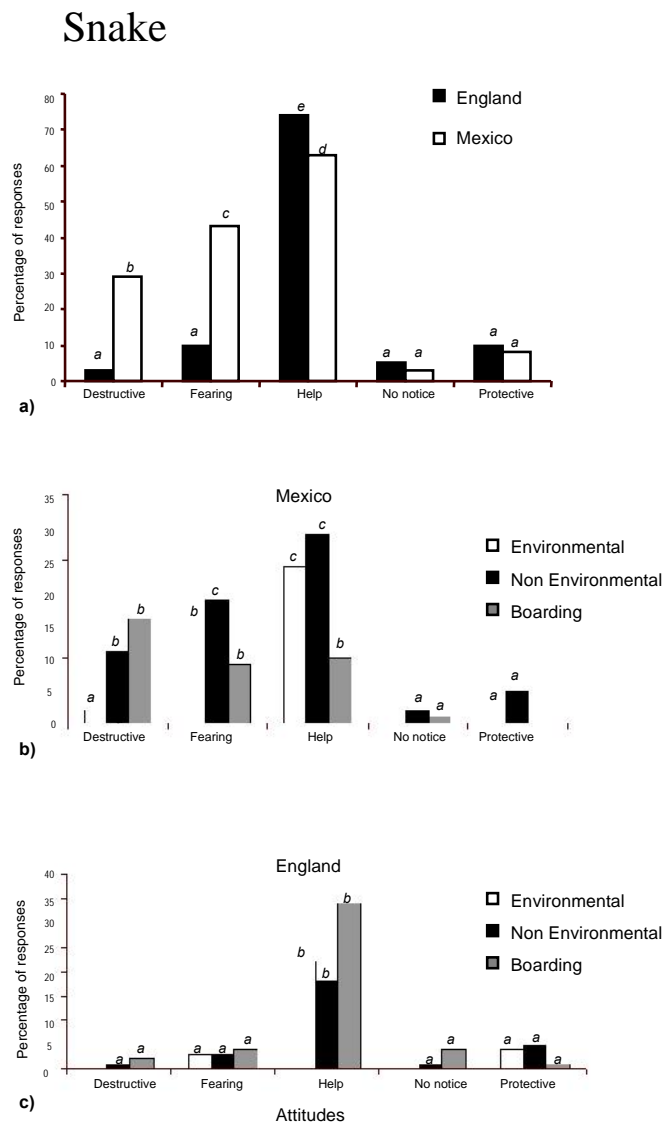 Snake
Percentage of responses
80
70
60
50
40
30
20
10
0
England
Mexico
a b a c e d a a a a
Destructive Fearing Help No notice Protective
a)
Mexico
Percentage of responses
35
25
20
15
10
5
0
Environmental
Non Environmental
Boarding
a b b b c b c c b a a a a
Destructive Fearing Help No notice Protective
b)
England
Percentage of responses
40
35
30
25
20
15
10
5
0
Environmental
Non Environmental
Boarding
a a a a a b b b a a a a a
Destructive Fearing Help No notice Protective
c)
Attitudes